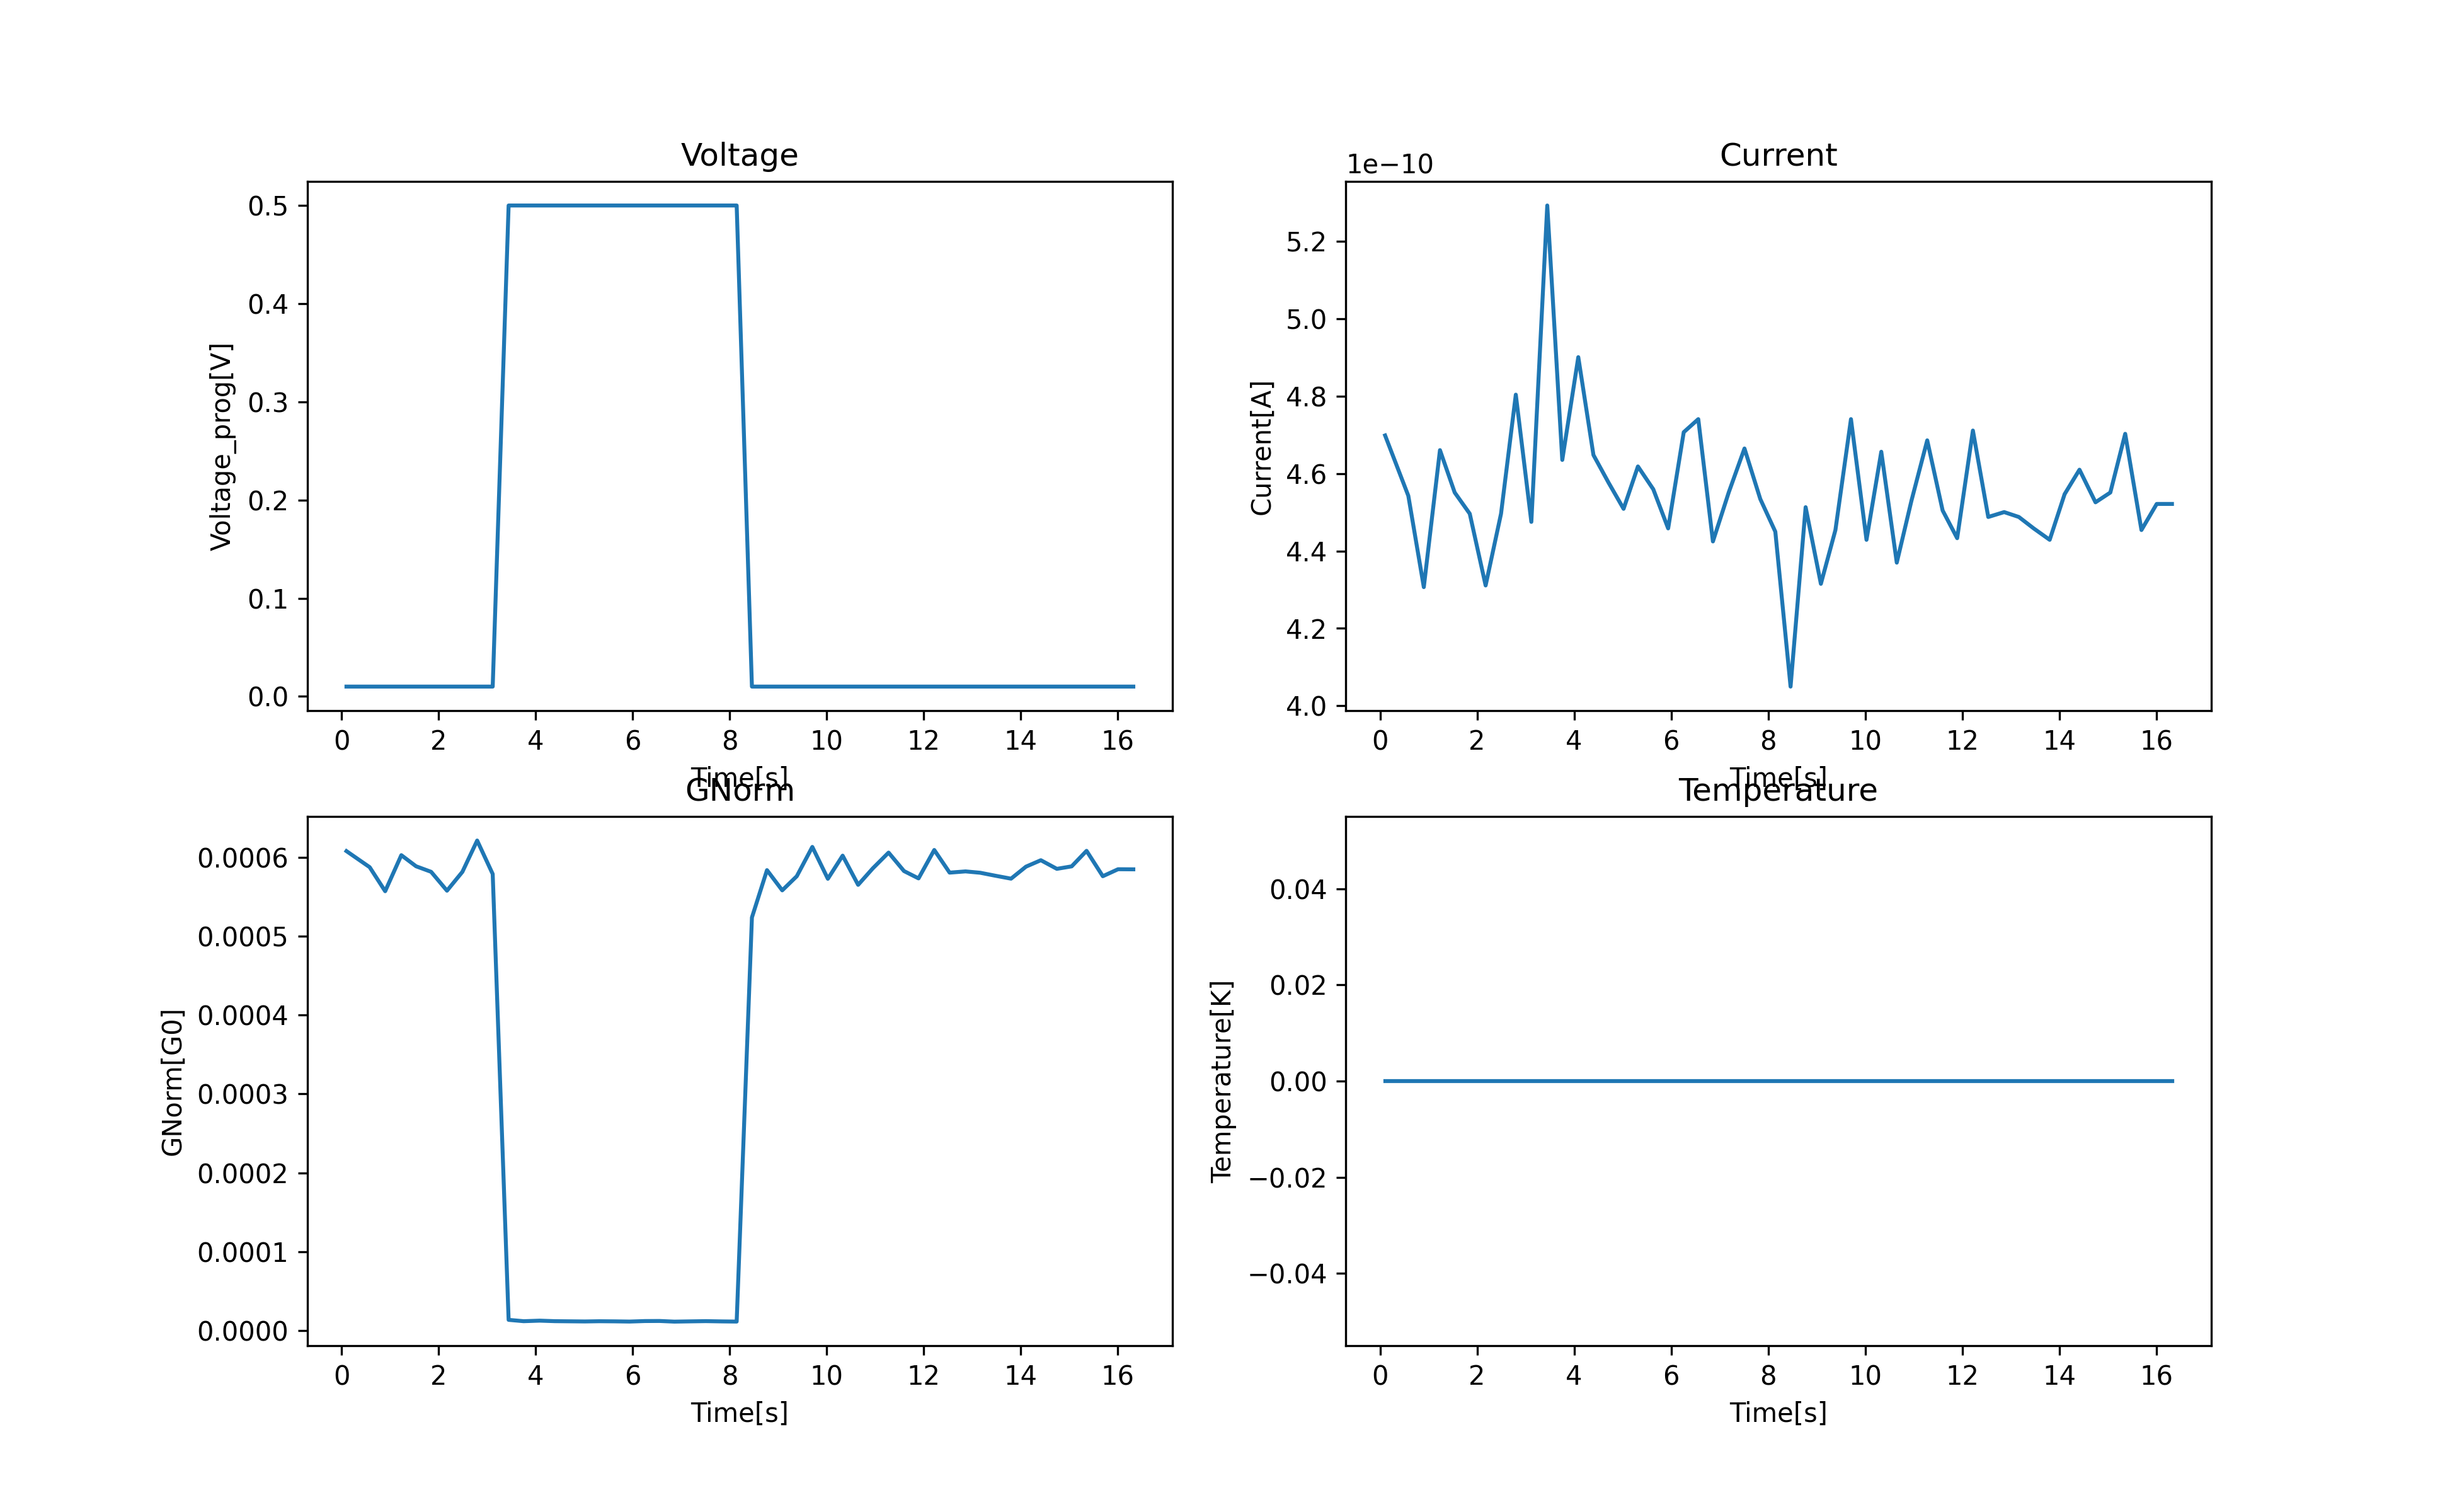 Voltage
Voltage_prog[V]
0.5
0.4
0.3
0.2
0.1
0.0
0 2 4 6 8 10 12 14 16
Time[s]
Current
1e−10
Current[A]
5.2
5.0
4.8
4.6
4.4
4.2
4.0
0 2 4 6 8 10 12 14 16
Time[s]
GNorm
GNorm[G0]
0.0006
0.0005
0.0004
0.0003
0.0002
0.0001
0.0000
0 2 4 6 8 10 12 14 16
Time[s]
Temperature
Temperature[K]
0.04
0.02
0.00
−0.02
−0.04
0 2 4 6 8 10 12 14 16
Time[s]